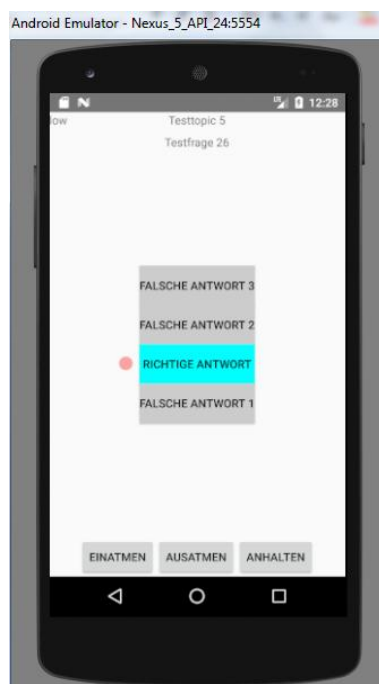 Android Emulator - Nexus_5_API_24:5554
12:28
low Testtopic 5
Testfrage 26
FALSCHE ANTWORT 3
FALSCHE ANTWORT 2
RICHTIGE ANTWORT
FALSCHE ANTWORT 1
EINATMEN AUSATMEN ANHALTEN